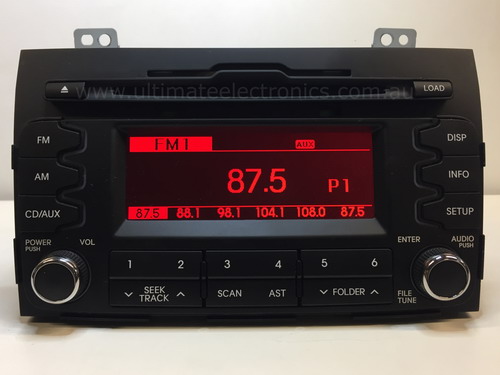 www.ultimateelectronics.com.au
LOAD
FM
AM
CD/AUX
POWER
PUSH
VOL
FM1
AUX
87.5
P1
87.5 88.1 98.1 104.1 108.0 87.5
DISP
INFO
SETUP
ENTER
AUDIO
PUSH
FILE
TUNE
1 2 3 4 5 6
SEEK
TRACK
SCAN AST
FOLDER